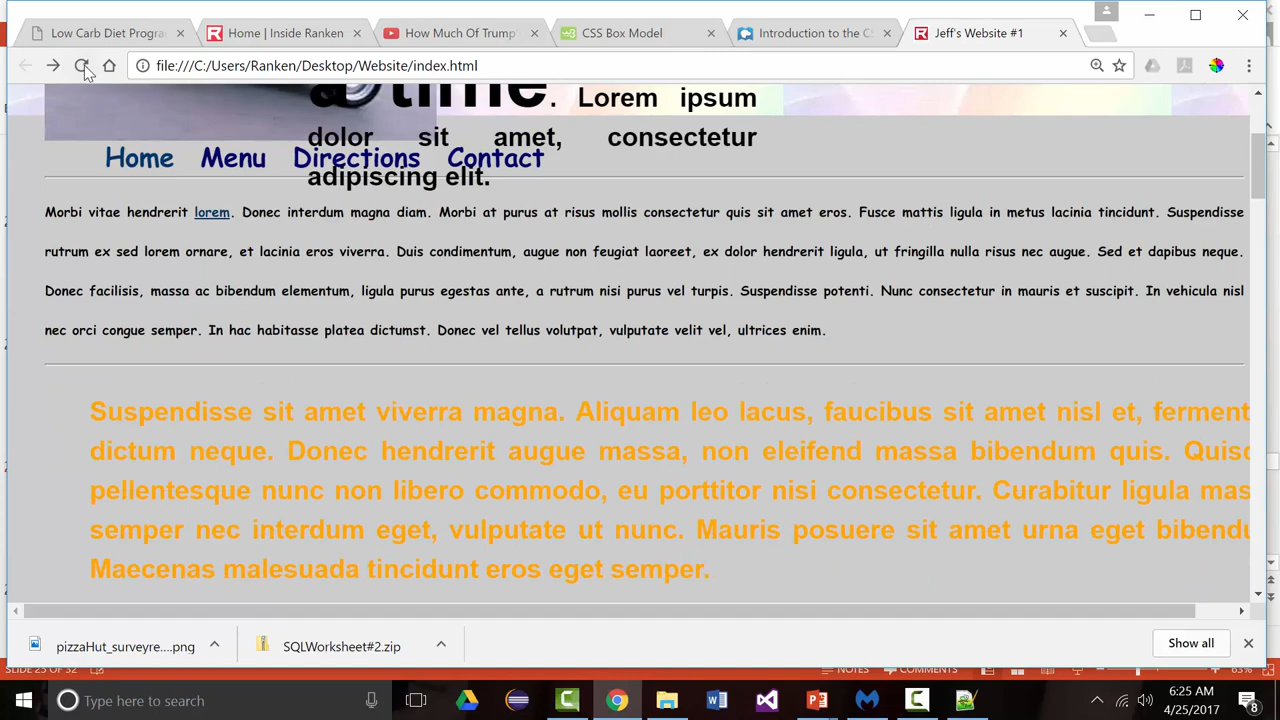 Low Carb Diet Progra
Home | Inside Ranken
How Much Of Trump'
CSS Box Model
Introduction to the C
Jeff's Website #1
file:///C:/Users/Ranken/Desktop/Website/index.html
a time. Lorem ipsum
dolor sit amet, consectetur
adipiscing elit.
Home Menu Directions Contact
Morbi vitae hendrerit lorem. Donec interdum magna diam. Morbi at purus at risus mollis consectetur quis sit amet eros. Fusce mattis ligula in metus lacinia tincidunt. Suspendisse
rutrum ex sed lorem ornare, et lacinia eros viverra. Duis condimentum, augue non feugiat laoreet, ex dolor hendrerit ligula, ut fringilla nulla risus nec augue. Sed et dapibus neque.
Donec facilisis, massa ac bibendum elementum, ligula purus egestas ante, a rutrum nisi purus vel turpis. Suspendisse potenti. Nunc consectetur in mauris et suscipit. In vehicula nisl
nec orci congue semper. In hac habitasse platea dictumst. Donec vel tellus volutpat, vulputate velit vel, ultrices enim.
Suspendisse sit amet viverra magna. Aliquam leo lacus, faucibus sit amet nisl et, ferment
dictum neque. Donec hendrerit augue massa, non eleifend massa bibendum quis. Quisc
pellentesque nunc non libero commodo, eu porttitor nisi consectetur. Curabitur ligula mas
semper nec interdum eget, vulputate ut nunc. Mauris posuere sit amet urna eget bibendu
Maecenas malesuada tincidunt eros eget semper.
pizzaHut_surveyre....png
SQLWorksheet#2.zip
Show all
SLIDE 25 OF 32
NOTES
COMMENTS
63%
Type here to search
6:25 AM
4/25/2017
8